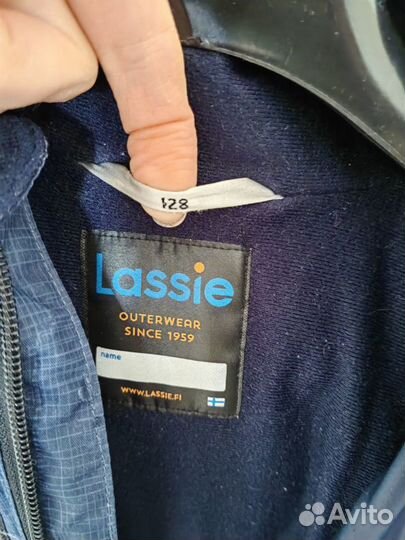 128
Lassie
OUTERWEAR
SINCE 1959
name
WWW.LASSIE.FI
Avito